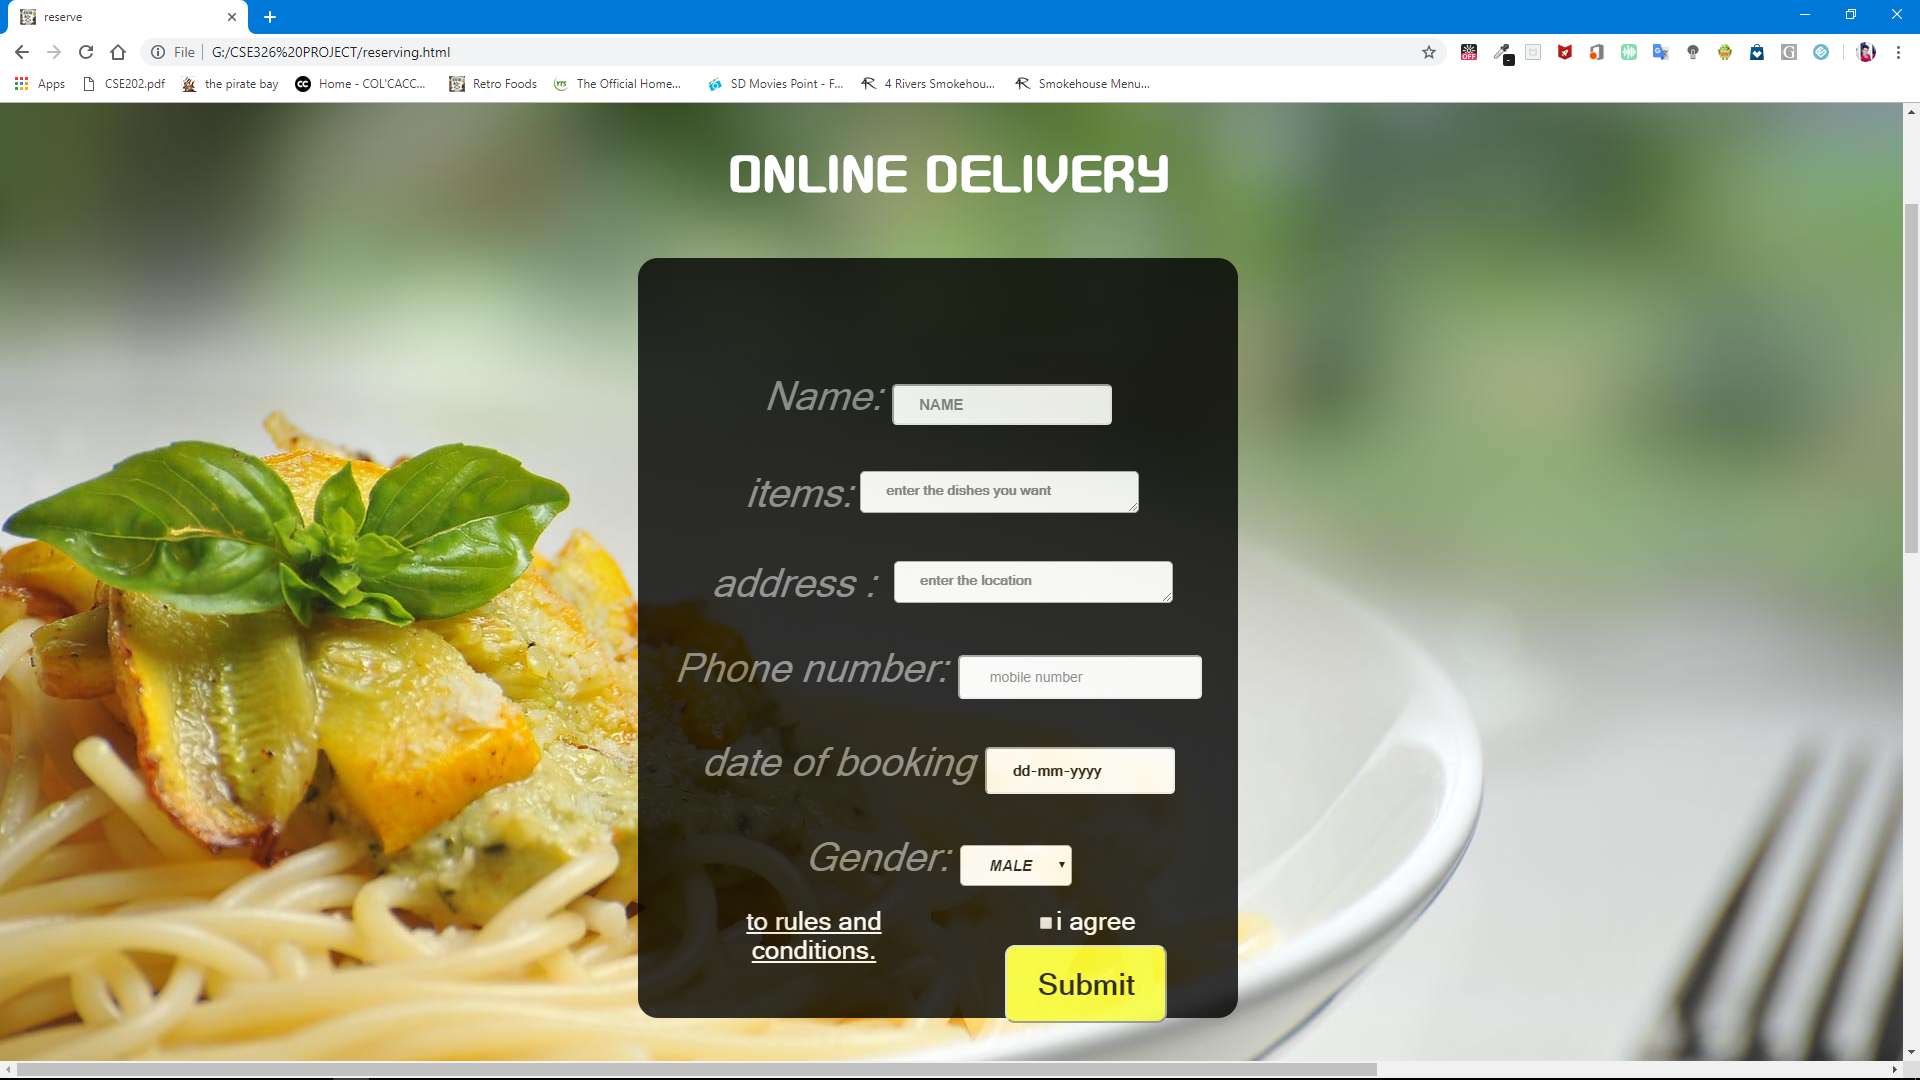 reserve
File
G:/CSE326%20PROJECT/reserving.html
OFF
G
Apps
CSE202.pdf
the pirate bay
CC
Home - COL'CACC...
Retro Foods
The Official Home...
SD Movies Point - F...
4 Rivers Smokehou...
Smokehouse Menu...
ONLINE DELIVERY
Name: NAME
items: enter the dishes you want
address : enter the location
Phone number: mobile number
date of booking dd-mm-yyyy
Gender: MALE
to rules and
conditions.
i agree
Submit